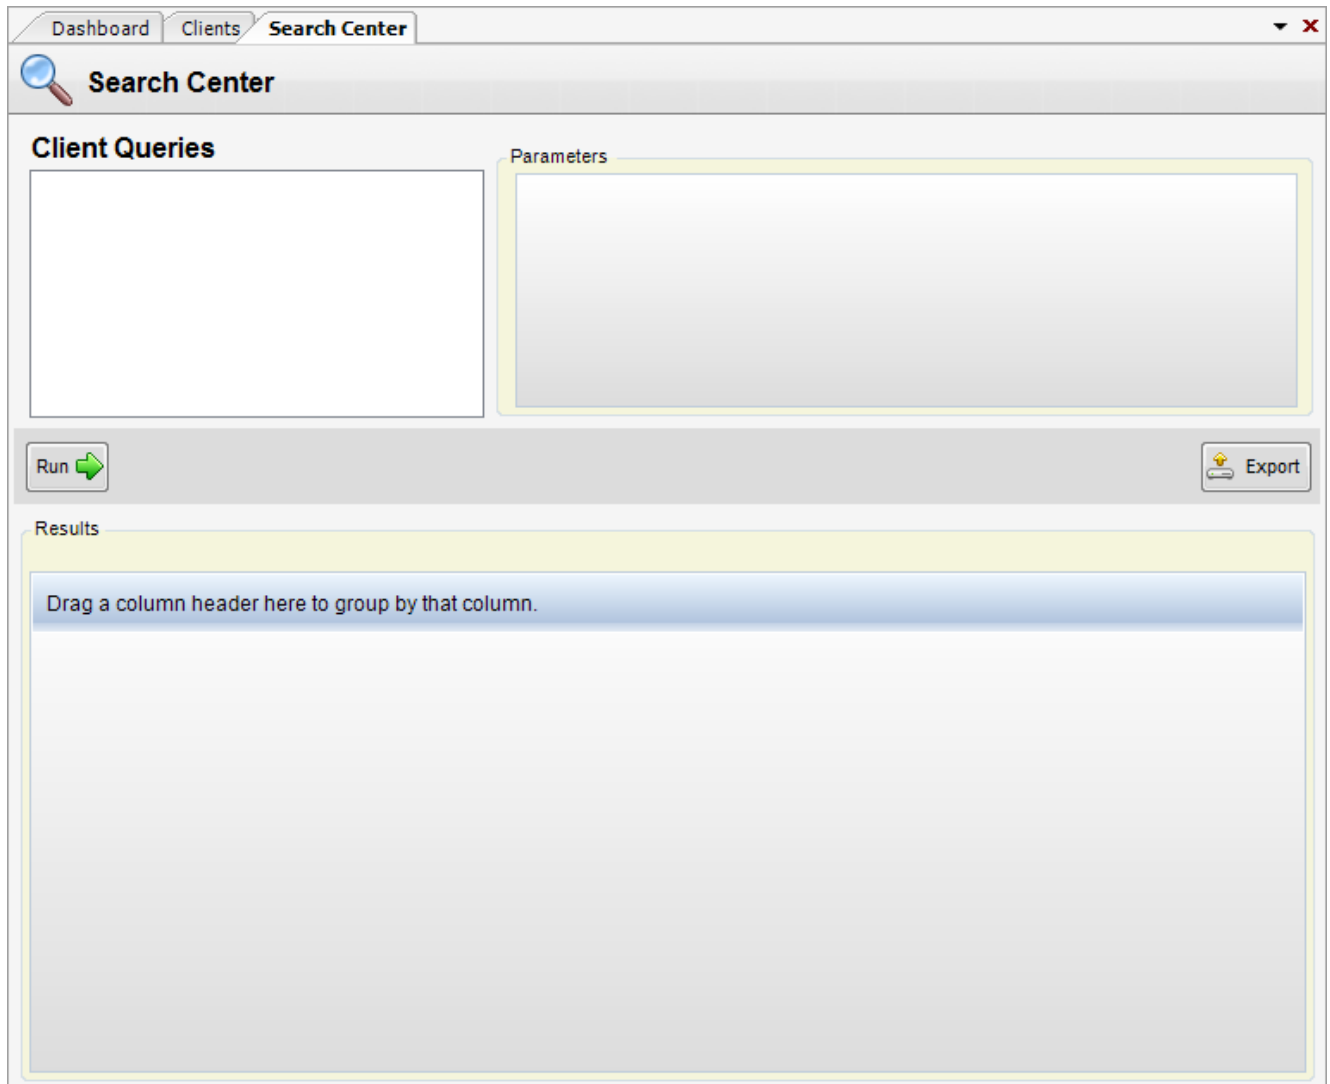 Dashboard Clients Search Center
Search Center
Client Queries
Parameters
Run
Export
Results
Drag a column header here to group by that column.